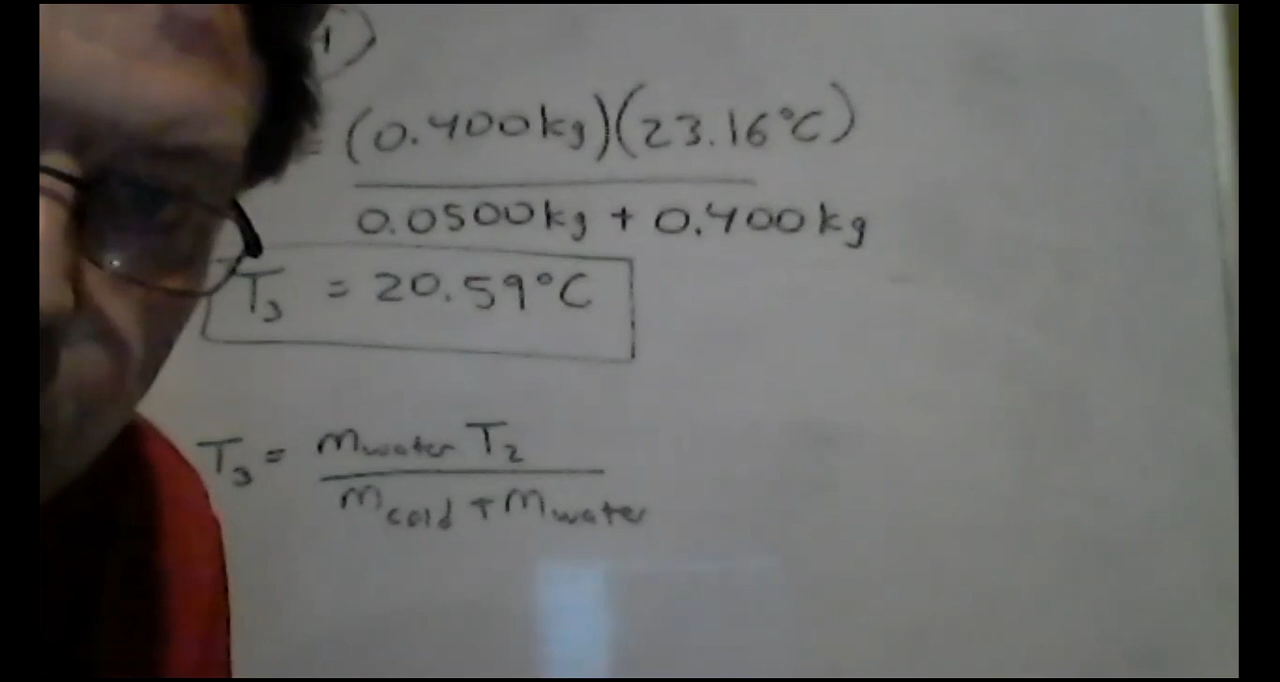 1
= (0.400kg)(23.16°C)
0.0500kg + 0.400kg
T₃ = 20.59°C
T₃ = mwater T₂
mcold + mwater